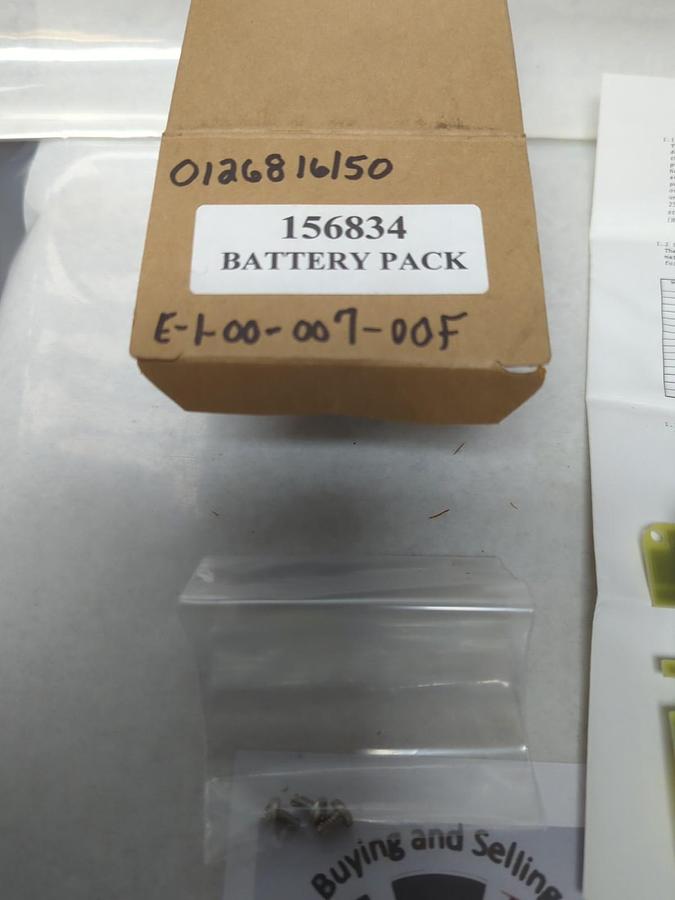 0126816150
156834
BATTERY PACK
E-1-00-007-00F
Buying and Selling